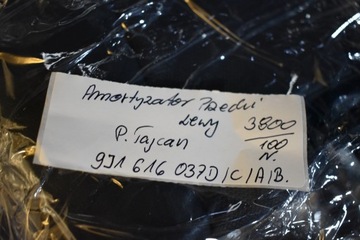 Amortyzator Przedni
Lewy 3800
P. Tajcan 100
N.
9J1 616 037D/C/A/B.